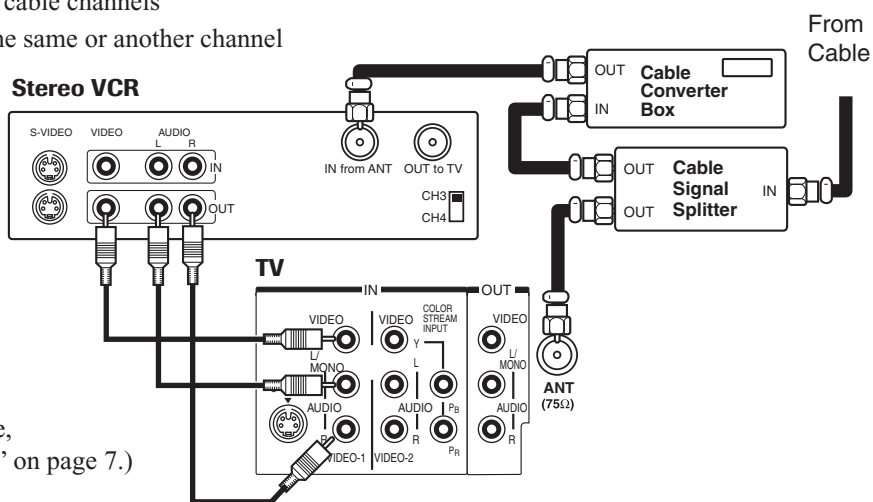 cable channels
he same or another channel
From
Cable
Stereo VCR
S-VIDEO VIDEO AUDIO
L R
IN
OUT
IN from ANT OUT to TV
CH3
CH4
OUT Cable
Converter
IN Box
OUT Cable
Signal IN
OUT Splitter
TV
IN OUT
VIDEO VIDEO COLOR
STREAM
INPUT
VIDEO
Y
L/
MONO
L
L/
MONO
AUDIO AUDIO PB AUDIO
R R PR R
VIDEO-1 VIDEO-2
ANT
(75Ω)
e,
” on page 7.)